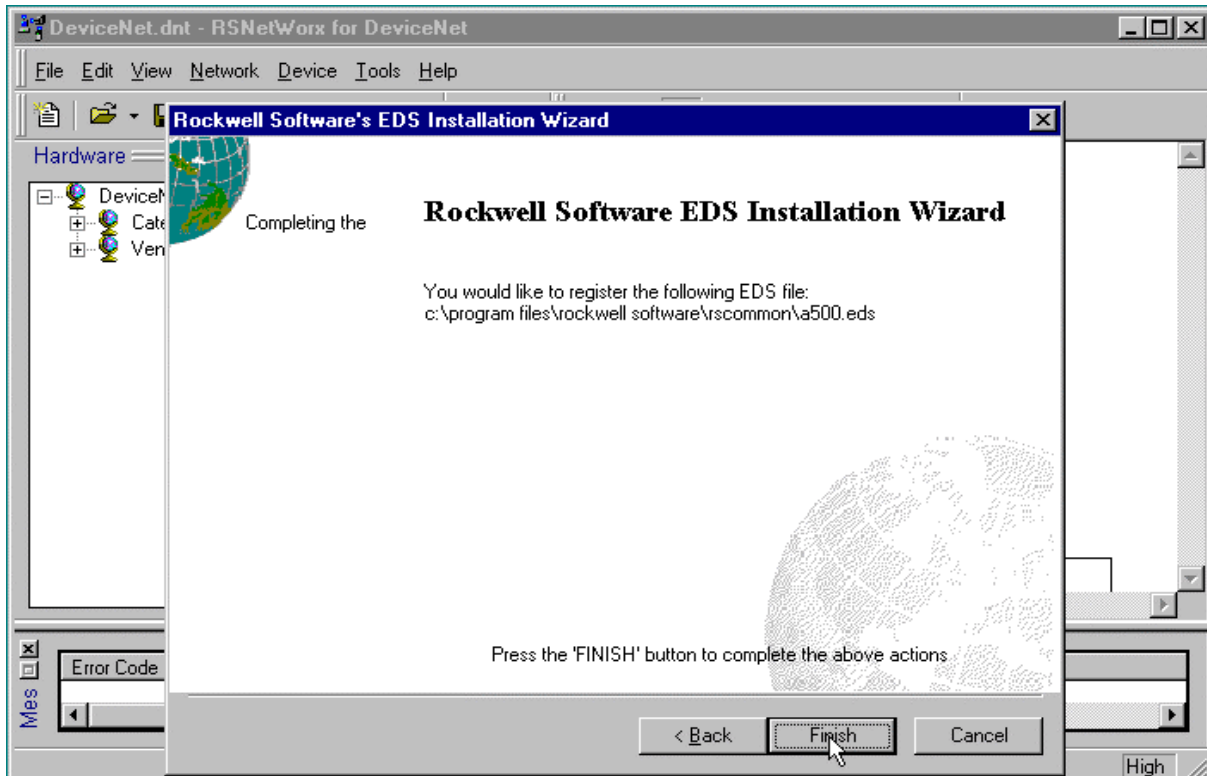 DeviceNet.dnt - RSNetWorx for DeviceNet
File Edit View Network Device Tools Help
Rockwell Software's EDS Installation Wizard
Hardware
Completing the
Rockwell Software EDS Installation Wizard
You would like to register the following EDS file:
c:\program files\rockwell software\rscommon\a500.eds
Press the 'FINISH' button to complete the above actions
Error Code
Mes
< Back Finish Cancel
High